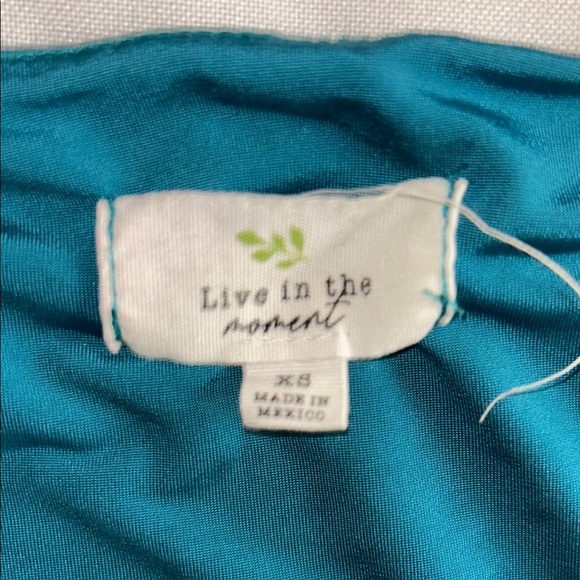 Live in the
moment
XS
MADE IN
MEXICO